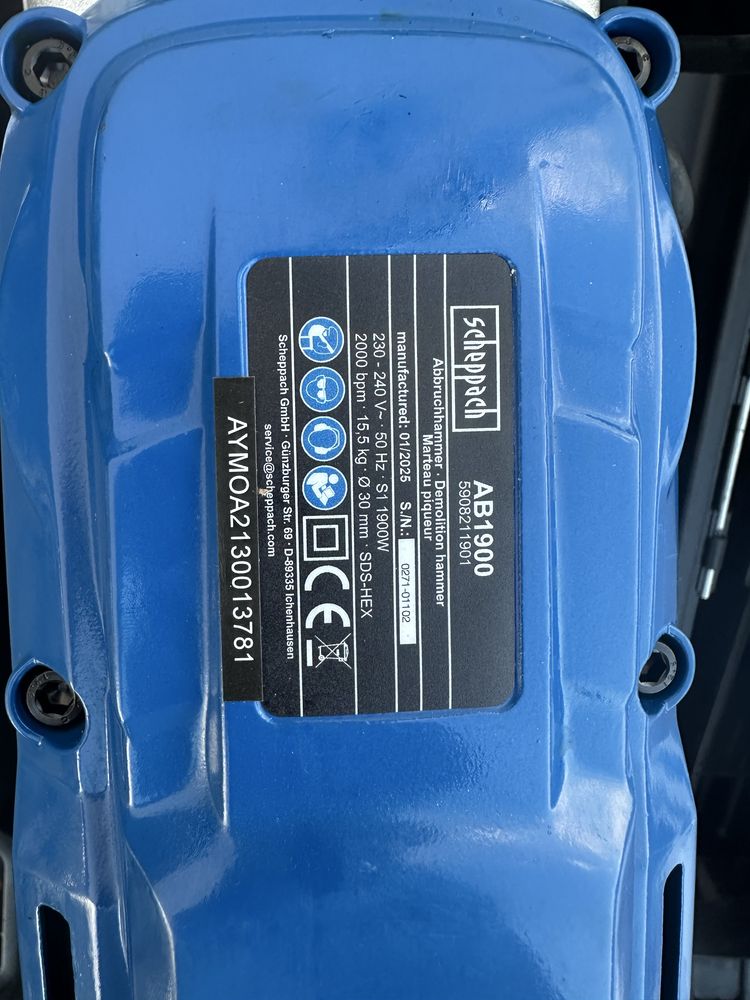 scheppach
AB1900
5908211901
Abbruchhammer · Demolition hammer
Marteau piqueur
manufactured: 01/2025 S./N.: 0271-01102
230 - 240 V~ · 50 Hz · S1 1900W
2000 bpm · 15,5 kg · Ø 30 mm · SDS-HEX
CE
Scheppach GmbH · Günzburger Str. 69 · D-89335 Ichenhausen
service@scheppach.com
AYMOA2130013781